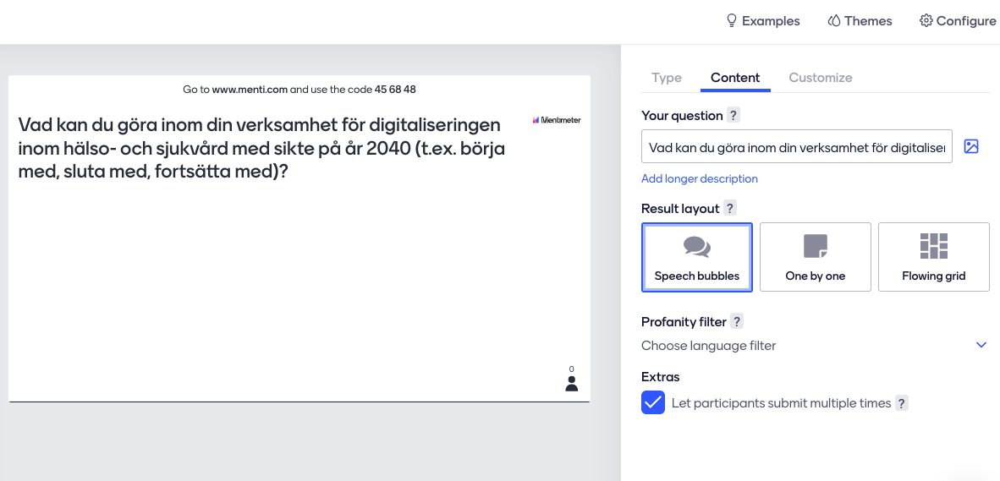 Examples
Themes
Configure
Go to www.menti.com and use the code 45 68 48
Vad kan du göra inom din verksamhet för digitaliseringen
inom hälso- och sjukvård med sikte på år 2040 (t.ex. börja
med, sluta med, fortsätta med)?
Mentimeter
0
Type
Content
Customize
Your question ?
Vad kan du göra inom din verksamhet för digitaliser
Add longer description
Result layout ?
Speech bubbles
One by one
Flowing grid
Profanity filter ?
Choose language filter
Extras
Let participants submit multiple times ?